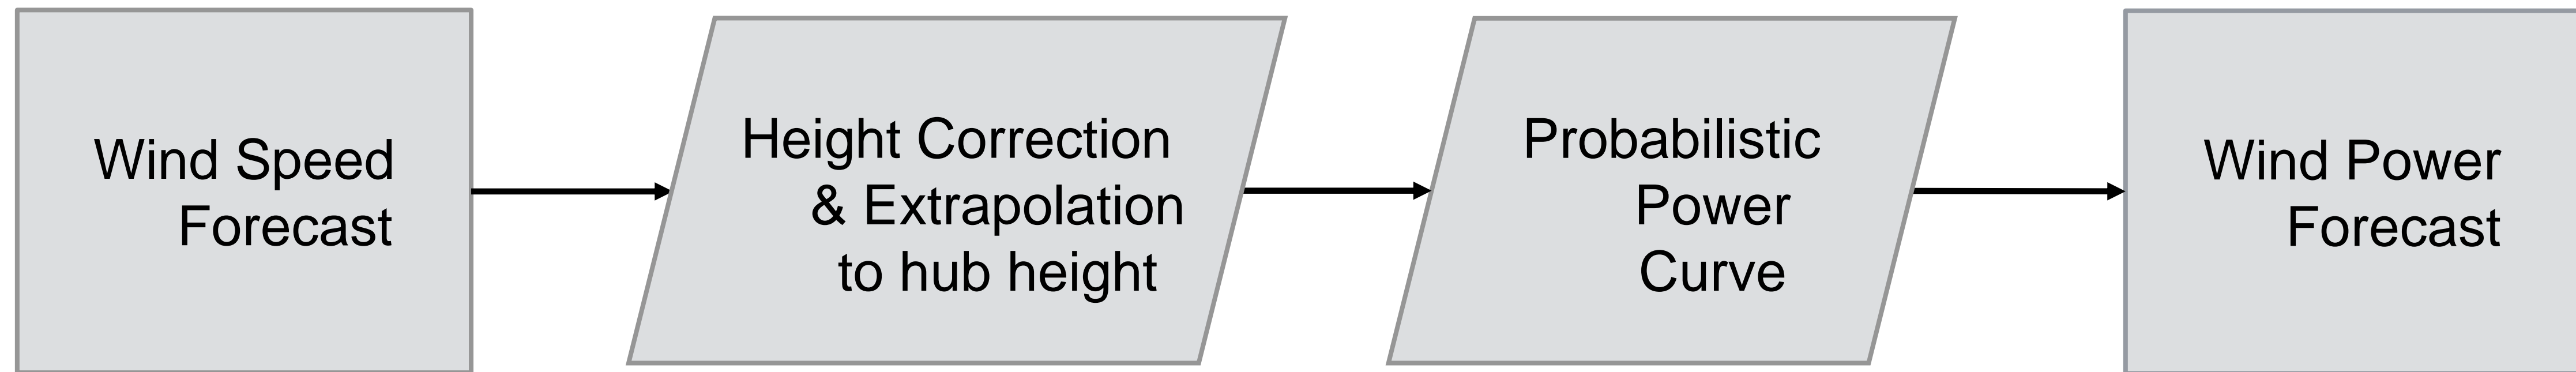 Wind Speed
Forecast
Height Correction
& Extrapolation
to hub height
Probabilistic
Power
Curve
Wind Power
Forecast